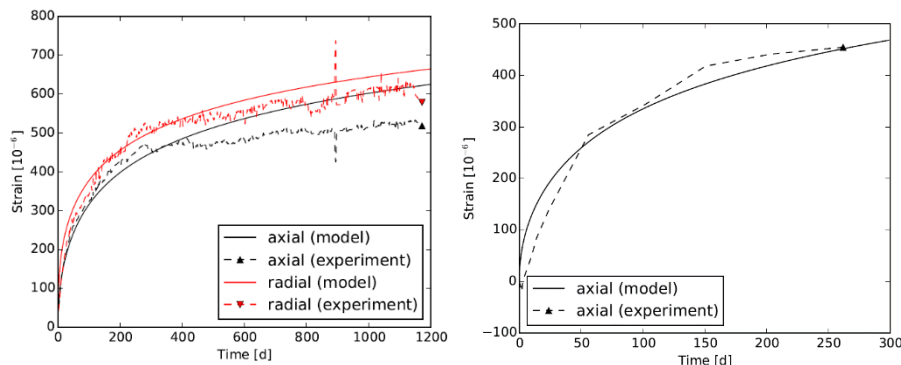 800
700
600
500
400
300
200
100
0
Strain [10⁻⁶]
axial (model)
axial (experiment)
radial (model)
radial (experiment)
0 200 400 600 800 1000 1200
Time [d]
500
400
300
200
100
0
−100
Strain [10⁻⁶]
axial (model)
axial (experiment)
0 50 100 150 200 250 300
Time [d]